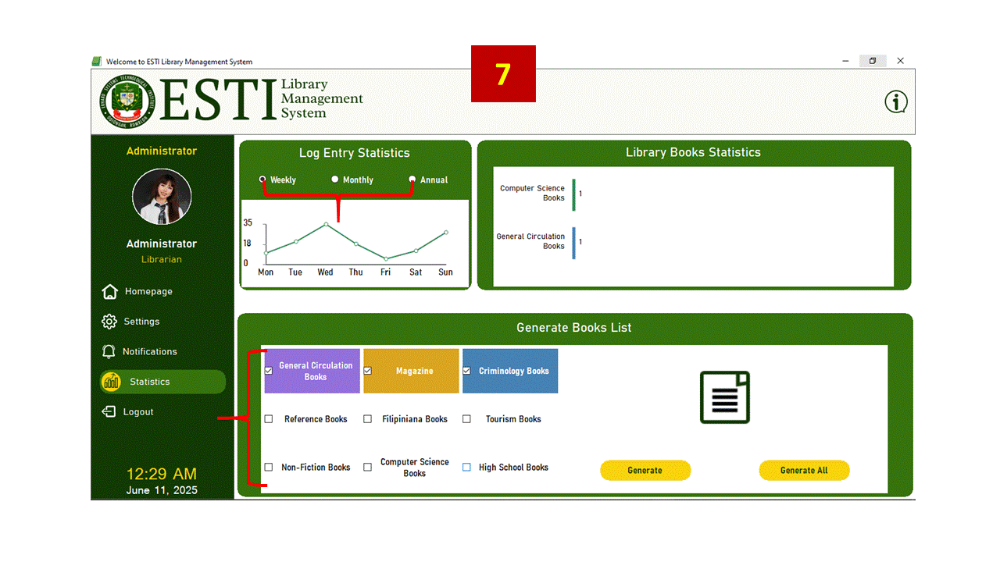 7
Welcome to ESTI Library Management System
ESTI
Library
Management
System
Administrator
Administrator
Librarian
Homepage
Settings
Notifications
Statistics
Logout
12:29 AM
June 11, 2025
Log Entry Statistics
Weekly Monthly Annual
35
18
0
Mon Tue Wed Thu Fri Sat Sun
Library Books Statistics
Computer Science
Books
1
General Circulation
Books
1
Generate Books List
General Circulation
Books
Magazine
Criminology Books
Reference Books
Filipiniana Books
Tourism Books
Non-Fiction Books
Computer Science
Books
High School Books
Generate
Generate All